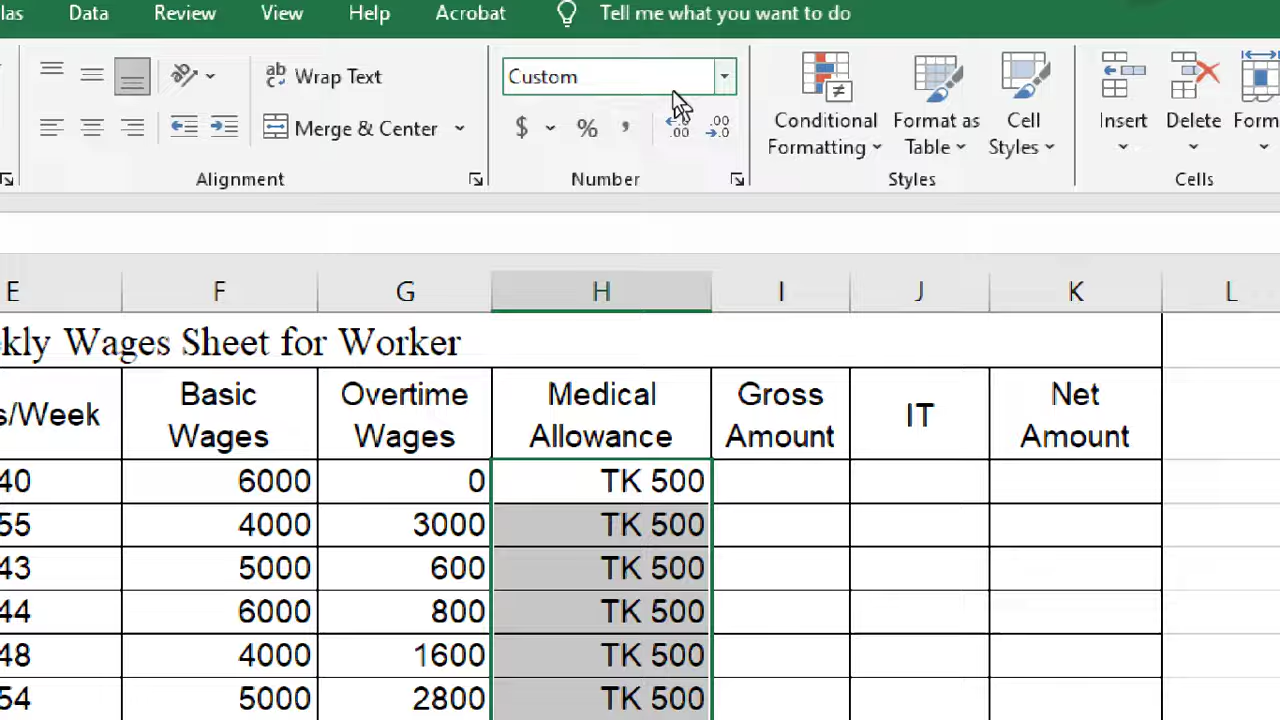 las Data Review View Help Acrobat Tell me what you want to do
ab Wrap Text
Custom
Merge & Center
$ % , .00 .00
Conditional Formatting
Format as Table
Cell Styles
Insert Delete Form
Alignment Number Styles Cells
E F G H I J K L
kly Wages Sheet for Worker
s/Week Basic Wages Overtime Wages Medical Allowance Gross Amount IT Net Amount
40 6000 0 TK 500
55 4000 3000 TK 500
43 5000 600 TK 500
44 6000 800 TK 500
48 4000 1600 TK 500
54 5000 2800 TK 500